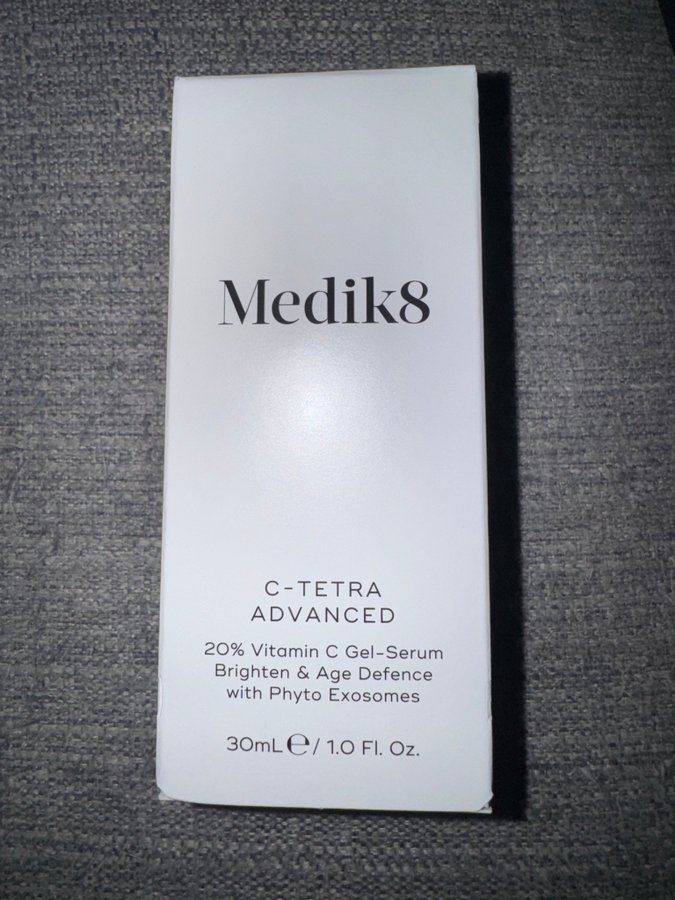 Medik8
C-TETRA
ADVANCED
20% Vitamin C Gel-Serum
Brighten & Age Defence
with Phyto Exosomes
30mL ℮ / 1.0 Fl. Oz.